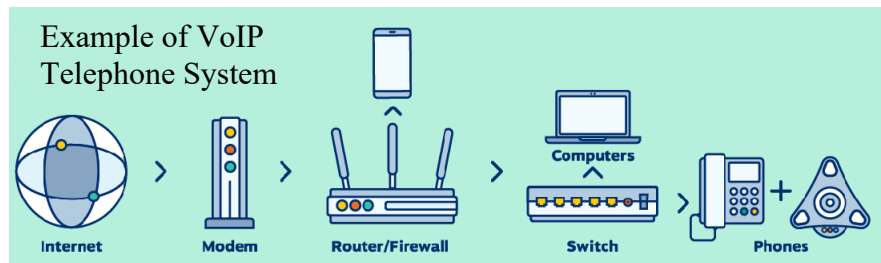 Example of VoIP
Telephone System
Computers
Internet
Modem
Router/Firewall
Switch
Phones